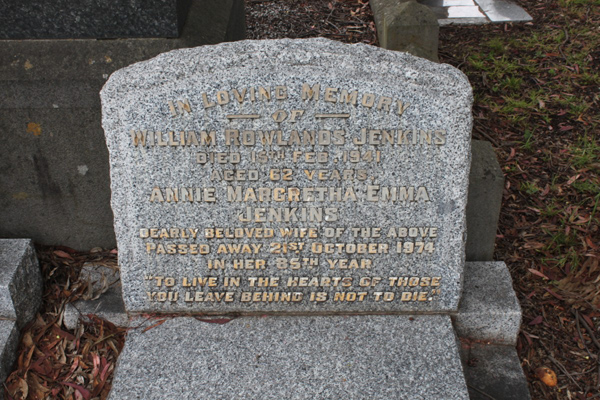 IN LOVING MEMORY
OF
WILLIAM ROWLANDS JENKINS
DIED 13TH FEB. 1941
AGED 62 YEARS,
ANNIE MARGRETHA EMMA
JENKINS
DEARLY BELOVED WIFE OF THE ABOVE
PASSED AWAY 21ST OCTOBER 1974
IN HER 85TH YEAR
"TO LIVE IN THE HEARTS OF THOSE
YOU LEAVE BEHIND IS NOT TO DIE."